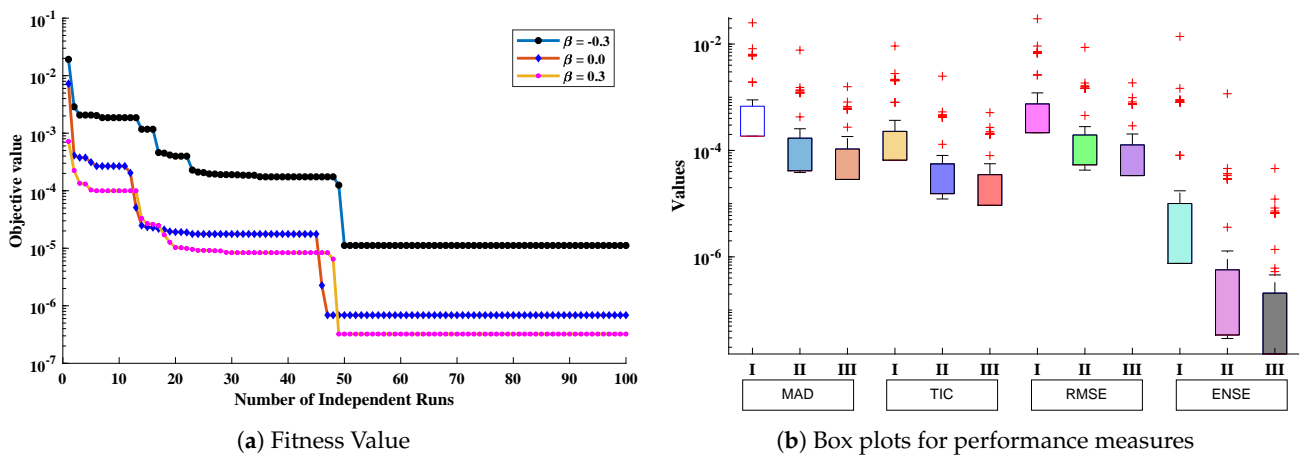 10^-1
10^-2
10^-3
10^-4
10^-5
10^-6
10^-7
Objective value
0 10 20 30 40 50 60 70 80 90 100
Number of Independent Runs
β = -0.3
β = 0.0
β = 0.3
(a) Fitness Value
10^-2
10^-4
10^-6
Values
I II III I II III I II III I II III
MAD TIC RMSE ENSE
(b) Box plots for performance measures